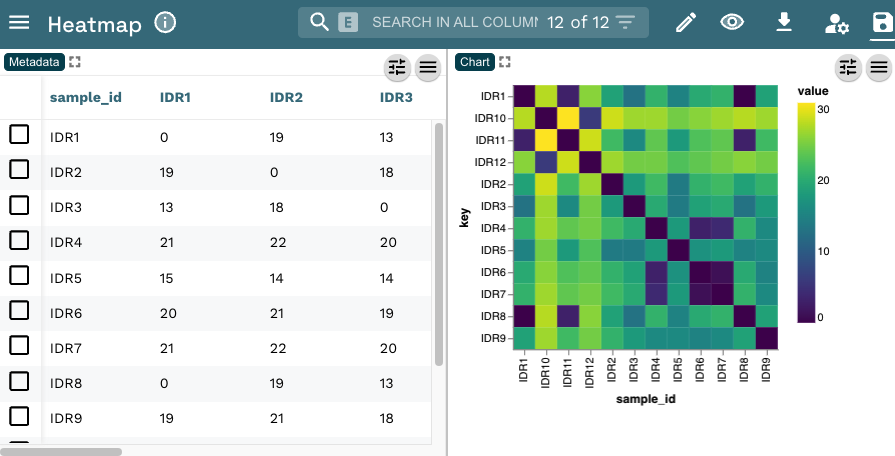 Heatmap
E SEARCH IN ALL COLUMN 12 of 12
Metadata
sample_id IDR1 IDR2 IDR3
IDR1 0 19 13
IDR2 19 0 18
IDR3 13 18 0
IDR4 21 22 20
IDR5 15 14 14
IDR6 20 21 19
IDR7 21 22 20
IDR8 0 19 13
IDR9 19 21 18
Chart
key
IDR1
IDR10
IDR11
IDR12
IDR2
IDR3
IDR4
IDR5
IDR6
IDR7
IDR8
IDR9
IDR1 IDR10 IDR11 IDR12 IDR2 IDR3 IDR4 IDR5 IDR6 IDR7 IDR8 IDR9
sample_id
value
30
20
10
0